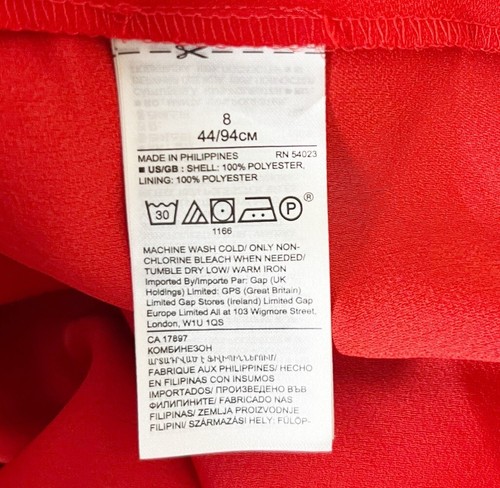 8
44/94CM
MADE IN PHILIPPINES RN 54023
■ US/GB : SHELL: 100% POLYESTER,
LINING: 100% POLYESTER
30 P ®
1166
MACHINE WASH COLD/ ONLY NON-
CHLORINE BLEACH WHEN NEEDED/
TUMBLE DRY LOW/ WARM IRON
Imported By/Importe Par: Gap (UK
Holdings) Limited: GPS (Great Britain)
Limited Gap Stores (Ireland) Limited Gap
Europe Limited All at 103 Wigmore Street,
London, W1U 1QS
CA 17897
КОМБИНЕЗОН
ԱՐՏԱԴՐՎԱԾ Է ՖԻԼԻՊԻՆՆԵՐՈՒՄ/
FABRIQUE AUX PHILIPPINES/ HECHO
EN FILIPINAS CON INSUMOS
IMPORTADOS/ ПРОИЗВЕДЕНО ВЪВ
ФИЛИПИНИТЕ/ FABRICADO NAS
FILIPINAS/ ZEMLJA PROIZVODNJE
FILIPINI/ SZÁRMAZÁSI HELY: FÜLÖP-